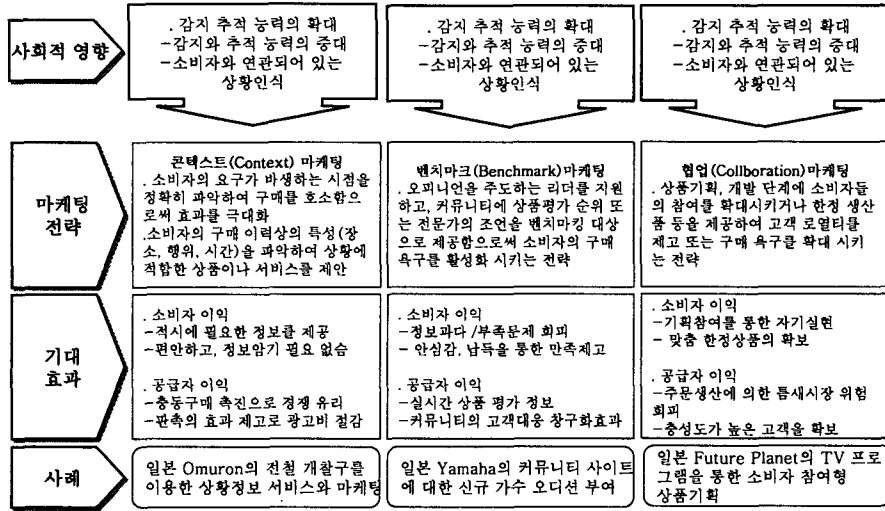 사회적 영향
. 감지 추적 능력의 확대
-감지와 추적 능력의 증대
-소비자와 연관되어 있는
상황인식
. 감지 추적 능력의 확대
-감지와 추적 능력의 증대
-소비자와 연관되어 있는
상황인식
. 감지 추적 능력의 확대
-감지와 추적 능력의 증대
-소비자와 연관되어 있는
상황인식
마케팅
전략
콘텍스트(Context) 마케팅
. 소비자의 요구가 바생하는 시점을
정확히 파악하여 구매를 호소함으
로써 효과를 극대화
.소비자의 구매 이력상의 특성(장
소, 행위, 시간)을 파악하여 상황에
적합한 상품이나 서비스를 제안
벤치마크(Benchmark)마케팅
. 오피니언을 주도하는 리더를 지원
하고, 커뮤니티에 상품평가 순위 또
는 전문가의 조언을 벤치마킹 대상
으로 제공함으로써 소비자의 구매
욕구를 활성화 시키는 전략
협업(Collboration)마케팅
. 상품기획, 개발 단계에 소비자들
의 참여를 확대시키거나 한정 생산
품 등을 제공하여 고객 로열티를
제고 또는 구매 욕구를 확대 시키
는 전략
기대
효과
. 소비자 이익
-적시에 필요한 정보를 제공
-편안하고, 정보암기 필요 없슴
. 공급자 이익
-충동구매 촉진으로 경쟁 유리
-판촉의 효과 제고로 광고비 절감
. 소비자 이익
-정보과다 /부족문제 회피
- 안심감, 납득을 통한 만족제고
. 공급자 이익
-실시간 상품 평가 정보
-커뮤니티의 고객대응 창구화효과
. 소비자 이익
-기획참여를 통한 자기실현
- 맞춤 한정상품의 확보
. 공급자 이익
-주문생산에 의한 틈새시장 위험
회피
-충성도가 높은 고객을 확보
사례
일본 Omuron의 전철 개찰구를
이용한 상황정보 서비스와 마케팅
일본 Yamaha의 커뮤니티 사이트
에 대한 신규 가수 오디션 부여
일본 Future Planet의 TV 프로
그램을 통한 소비자 참여형
상품기획